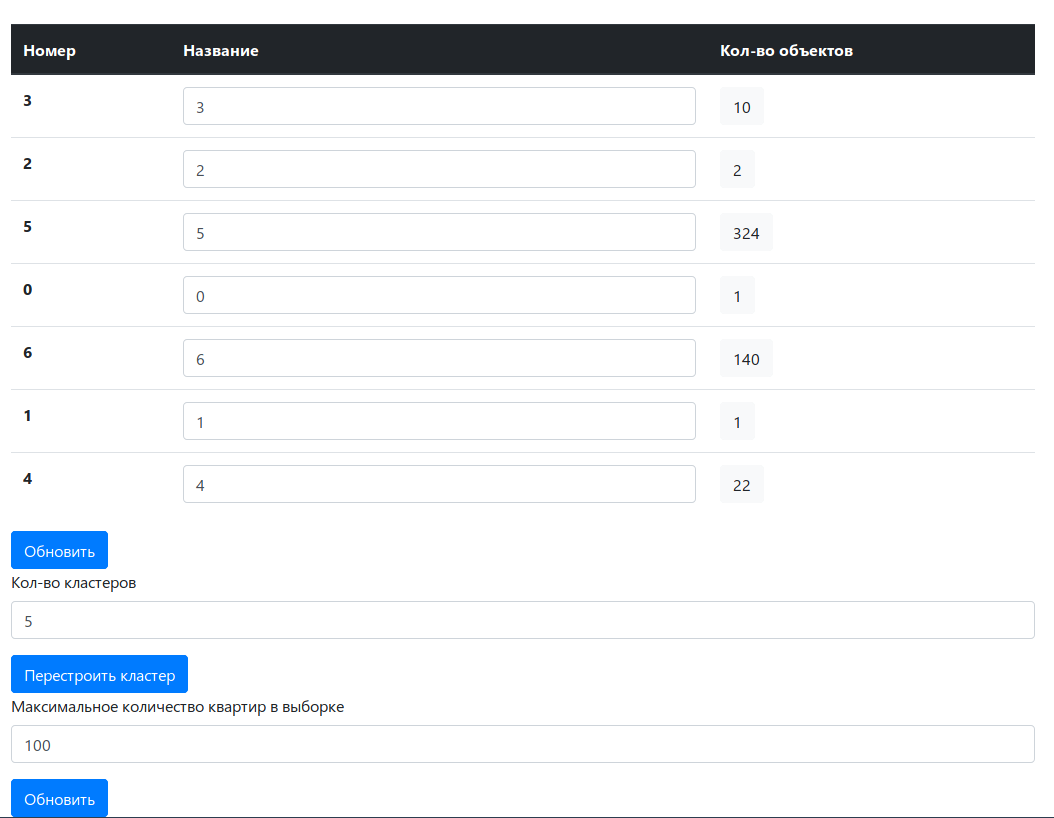 Номер Название Кол-во объектов
3 3 10
2 2 2
5 5 324
0 0 1
6 6 140
1 1 1
4 4 22
Обновить
Кол-во кластеров
5
Перестроить кластер
Максимальное количество квартир в выборке
100
Обновить